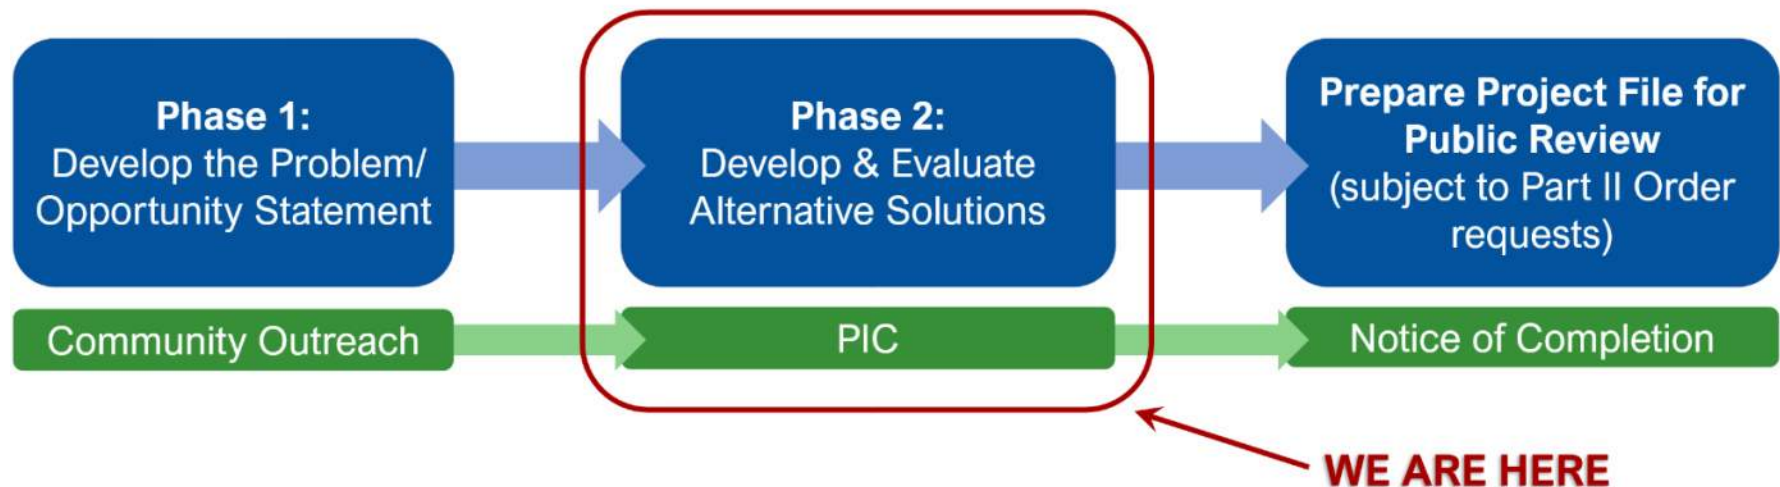 Phase 1:
Develop the Problem/
Opportunity Statement
Phase 2:
Develop & Evaluate
Alternative Solutions
Prepare Project File for
Public Review
(subject to Part II Order
requests)
Community Outreach
PIC
Notice of Completion
WE ARE HERE